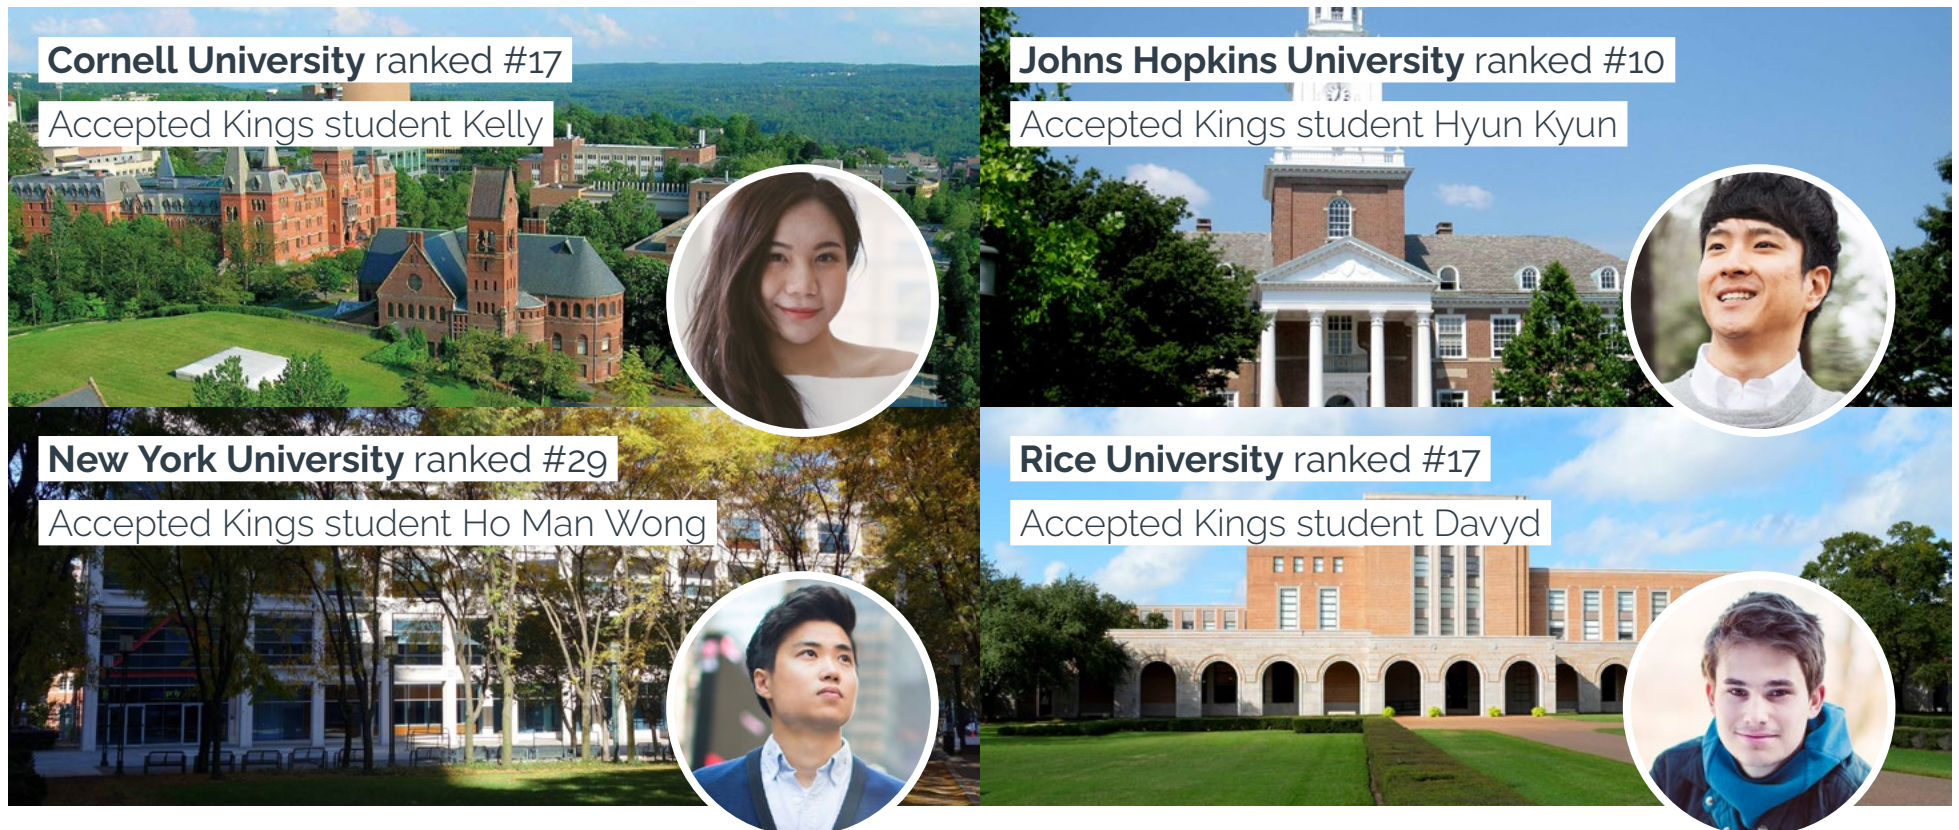 Cornell University ranked #17
Accepted Kings student Kelly
Johns Hopkins University ranked #10
Accepted Kings student Hyun Kyun
New York University ranked #29
Accepted Kings student Ho Man Wong
Rice University ranked #17
Accepted Kings student Davyd